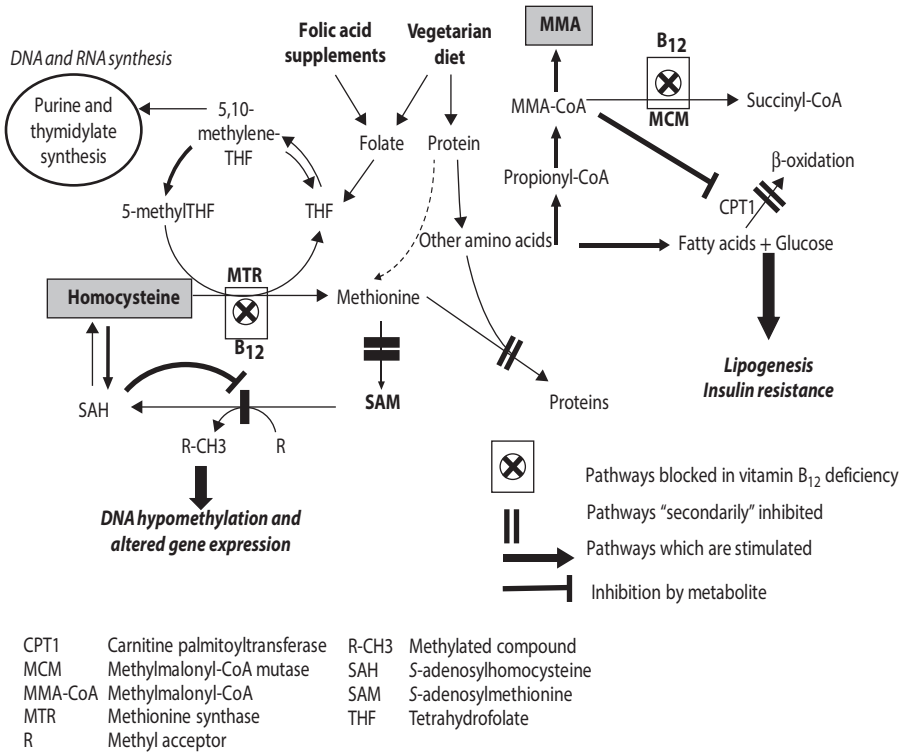 Folic acid
supplements
Vegetarian
diet
MMA
B12
DNA and RNA synthesis
Purine and
thymidylate
synthesis
5,10-
methylene-
THF
Folate
Protein
MMA-CoA
MCM
Succinyl-CoA
β-oxidation
Propionyl-CoA
CPT1
5-methylTHF
THF
Other amino acids
Fatty acids + Glucose
MTR
Homocysteine
Methionine
B12
Lipogenesis
Insulin resistance
SAH
SAM
Proteins
R-CH3
R
DNA hypomethylation and
altered gene expression
Pathways blocked in vitamin B12 deficiency
Pathways “secondarily” inhibited
Pathways which are stimulated
Inhibition by metabolite
CPT1 Carnitine palmitoyltransferase
MCM Methylmalonyl-CoA mutase
MMA-CoA Methylmalonyl-CoA
MTR Methionine synthase
R Methyl acceptor
R-CH3 Methylated compound
SAH S-adenosylhomocysteine
SAM S-adenosylmethionine
THF Tetrahydrofolate